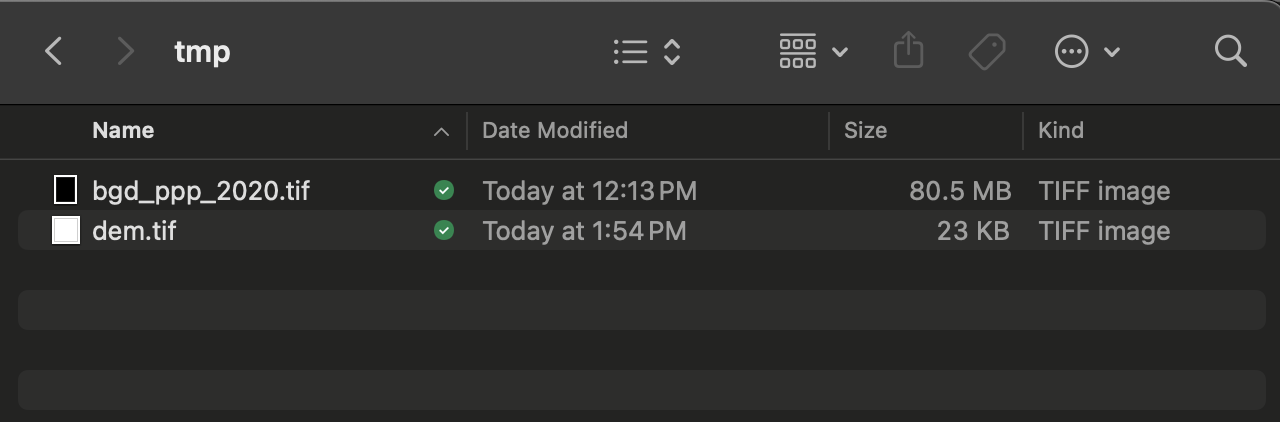 tmp
Name Date Modified Size Kind
bgd_ppp_2020.tif Today at 12:13 PM 80.5 MB TIFF image
dem.tif Today at 1:54 PM 23 KB TIFF image